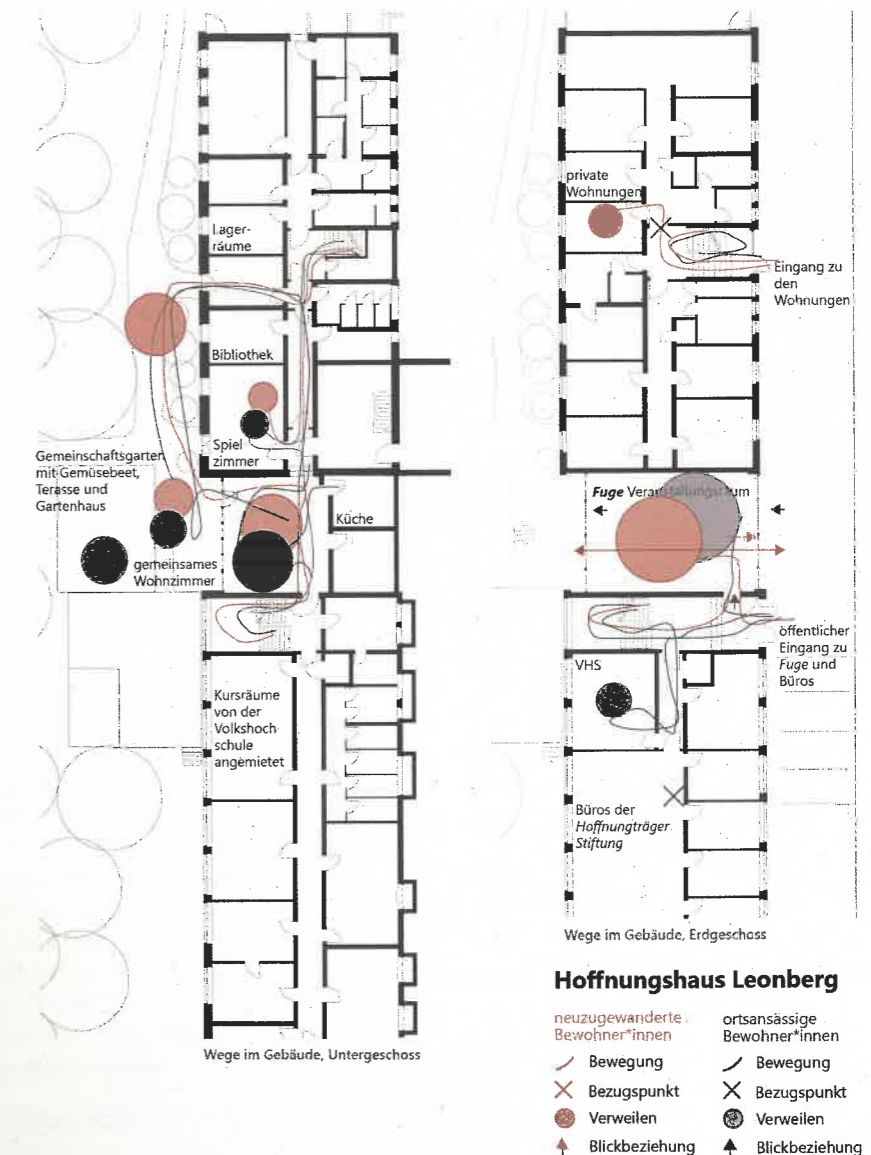 Lager-
räume
Bibliothek
Spiel
zimmer
Gemeinschaftsgarten
mit Gemüsebeet,
Terasse und
Gartenhaus
gemeinsames
Wohnzimmer
Küche
Kursräume
von der
Volkshoch
schule
angemietet
Wege im Gebäude, Untergeschoss
private
Wohnungen
Eingang zu
den
Wohnungen
Fuge Veranstaltungsraum
öffentlicher
Eingang zu
Fuge und
Büros
VHS
Büros der
Hoffnungträger
Stiftung
Wege im Gebäude, Erdgeschoss
Hoffnungshaus Leonberg
neuzugewanderte
Bewohner*innen
Bewegung
Bezugspunkt
Verweilen
Blickbeziehung
ortsansässige
Bewohner*innen
Bewegung
Bezugspunkt
Verweilen
Blickbeziehung